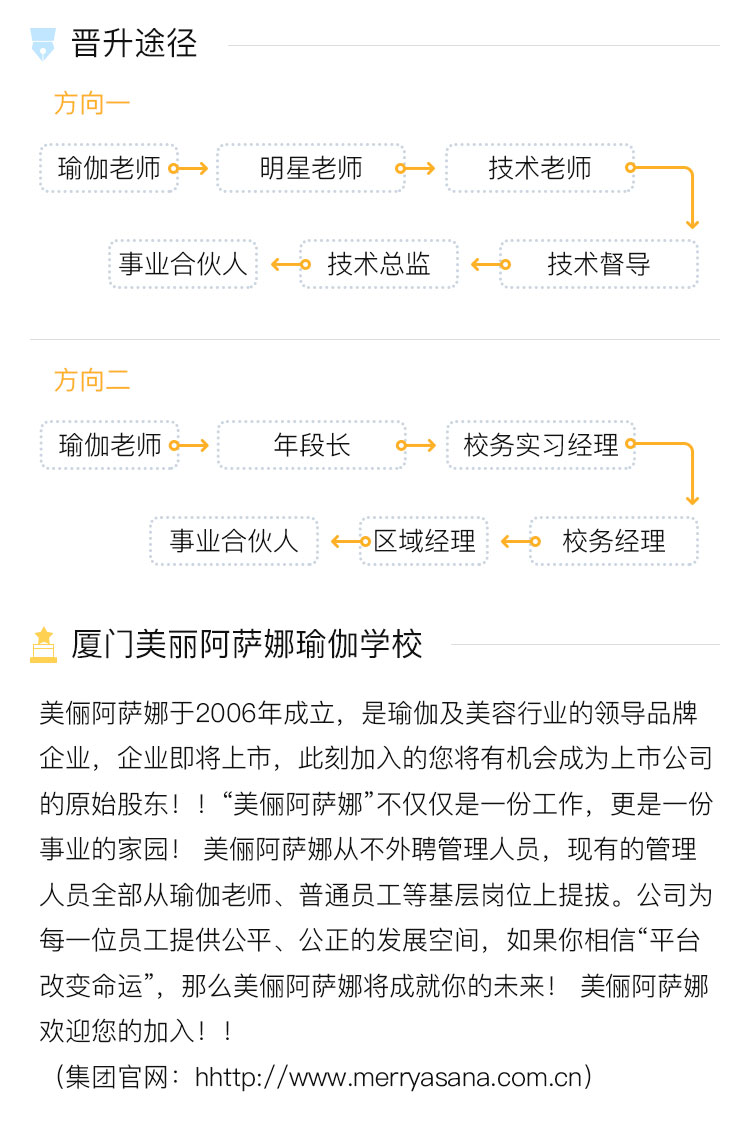 晋升途径
方向一
瑜伽老师 明星老师 技术老师
事业合伙人 技术总监 技术督导
方向二
瑜伽老师 年段长 校务实习经理
事业合伙人 区域经理 校务经理
厦门美丽阿萨娜瑜伽学校
美俪阿萨娜于2006年成立，是瑜伽及美容行业的领导品牌
企业，企业即将上市，此刻加入的您将有机会成为上市公司
的原始股东！！“美俪阿萨娜”不仅仅是一份工作，更是一份
事业的家园！ 美俪阿萨娜从不外聘管理人员，现有的管理
人员全部从瑜伽老师、普通员工等基层岗位上提拔。公司为
每一位员工提供公平、公正的发展空间，如果你相信“平台
改变命运”，那么美俪阿萨娜将成就你的未来！ 美俪阿萨娜
欢迎您的加入！！
（集团官网：hhttp://www.merryasana.com.cn）